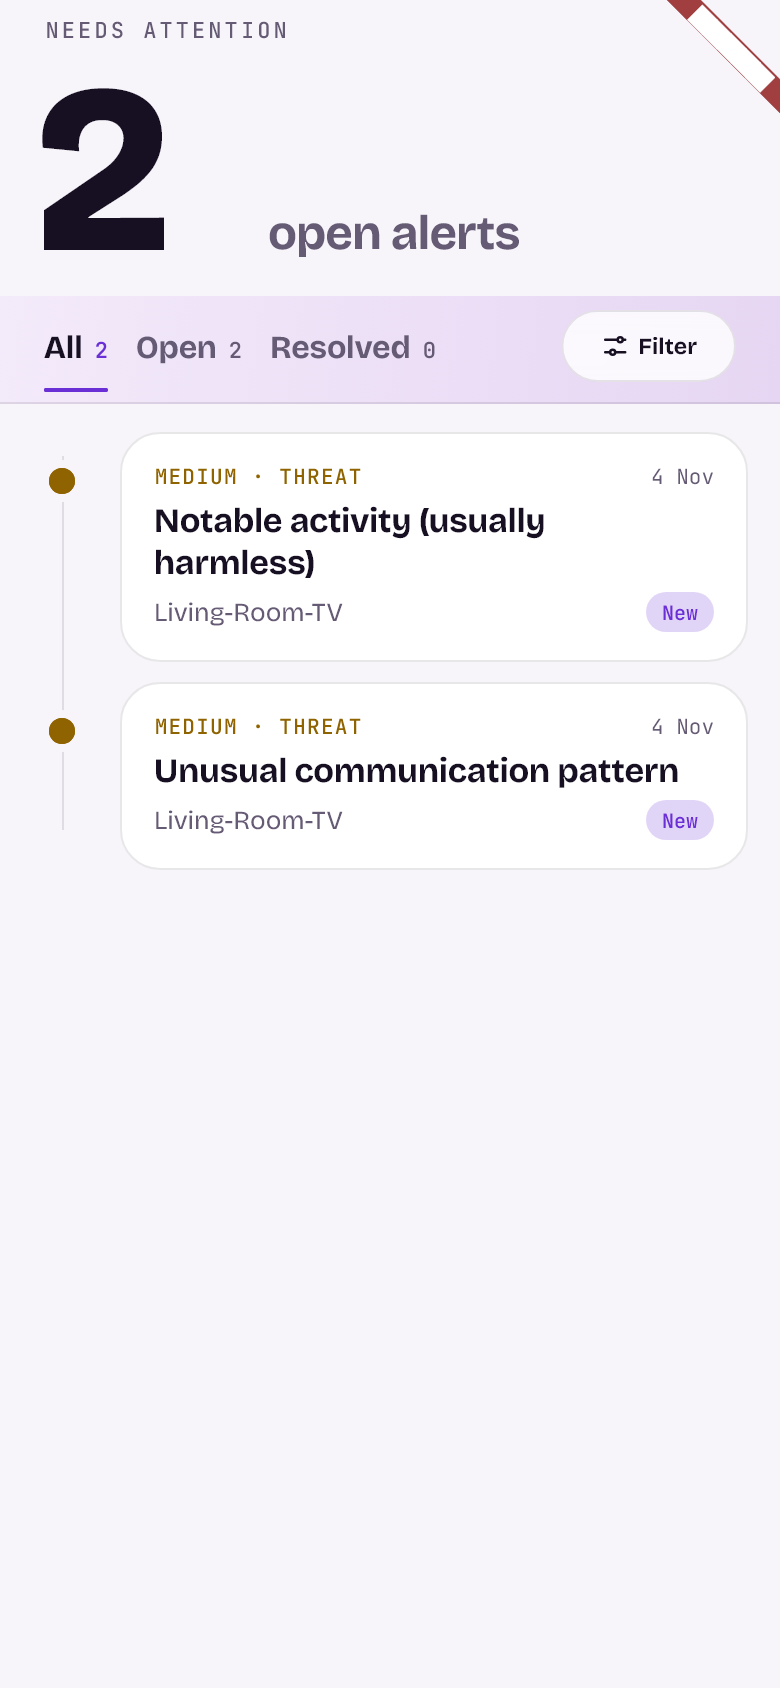 NEEDS ATTENTION
2 open alerts
All 2 Open 2 Resolved 0 Filter
MEDIUM · THREAT 4 Nov
Notable activity (usually
harmless)
Living-Room-TV New
MEDIUM · THREAT 4 Nov
Unusual communication pattern
Living-Room-TV New